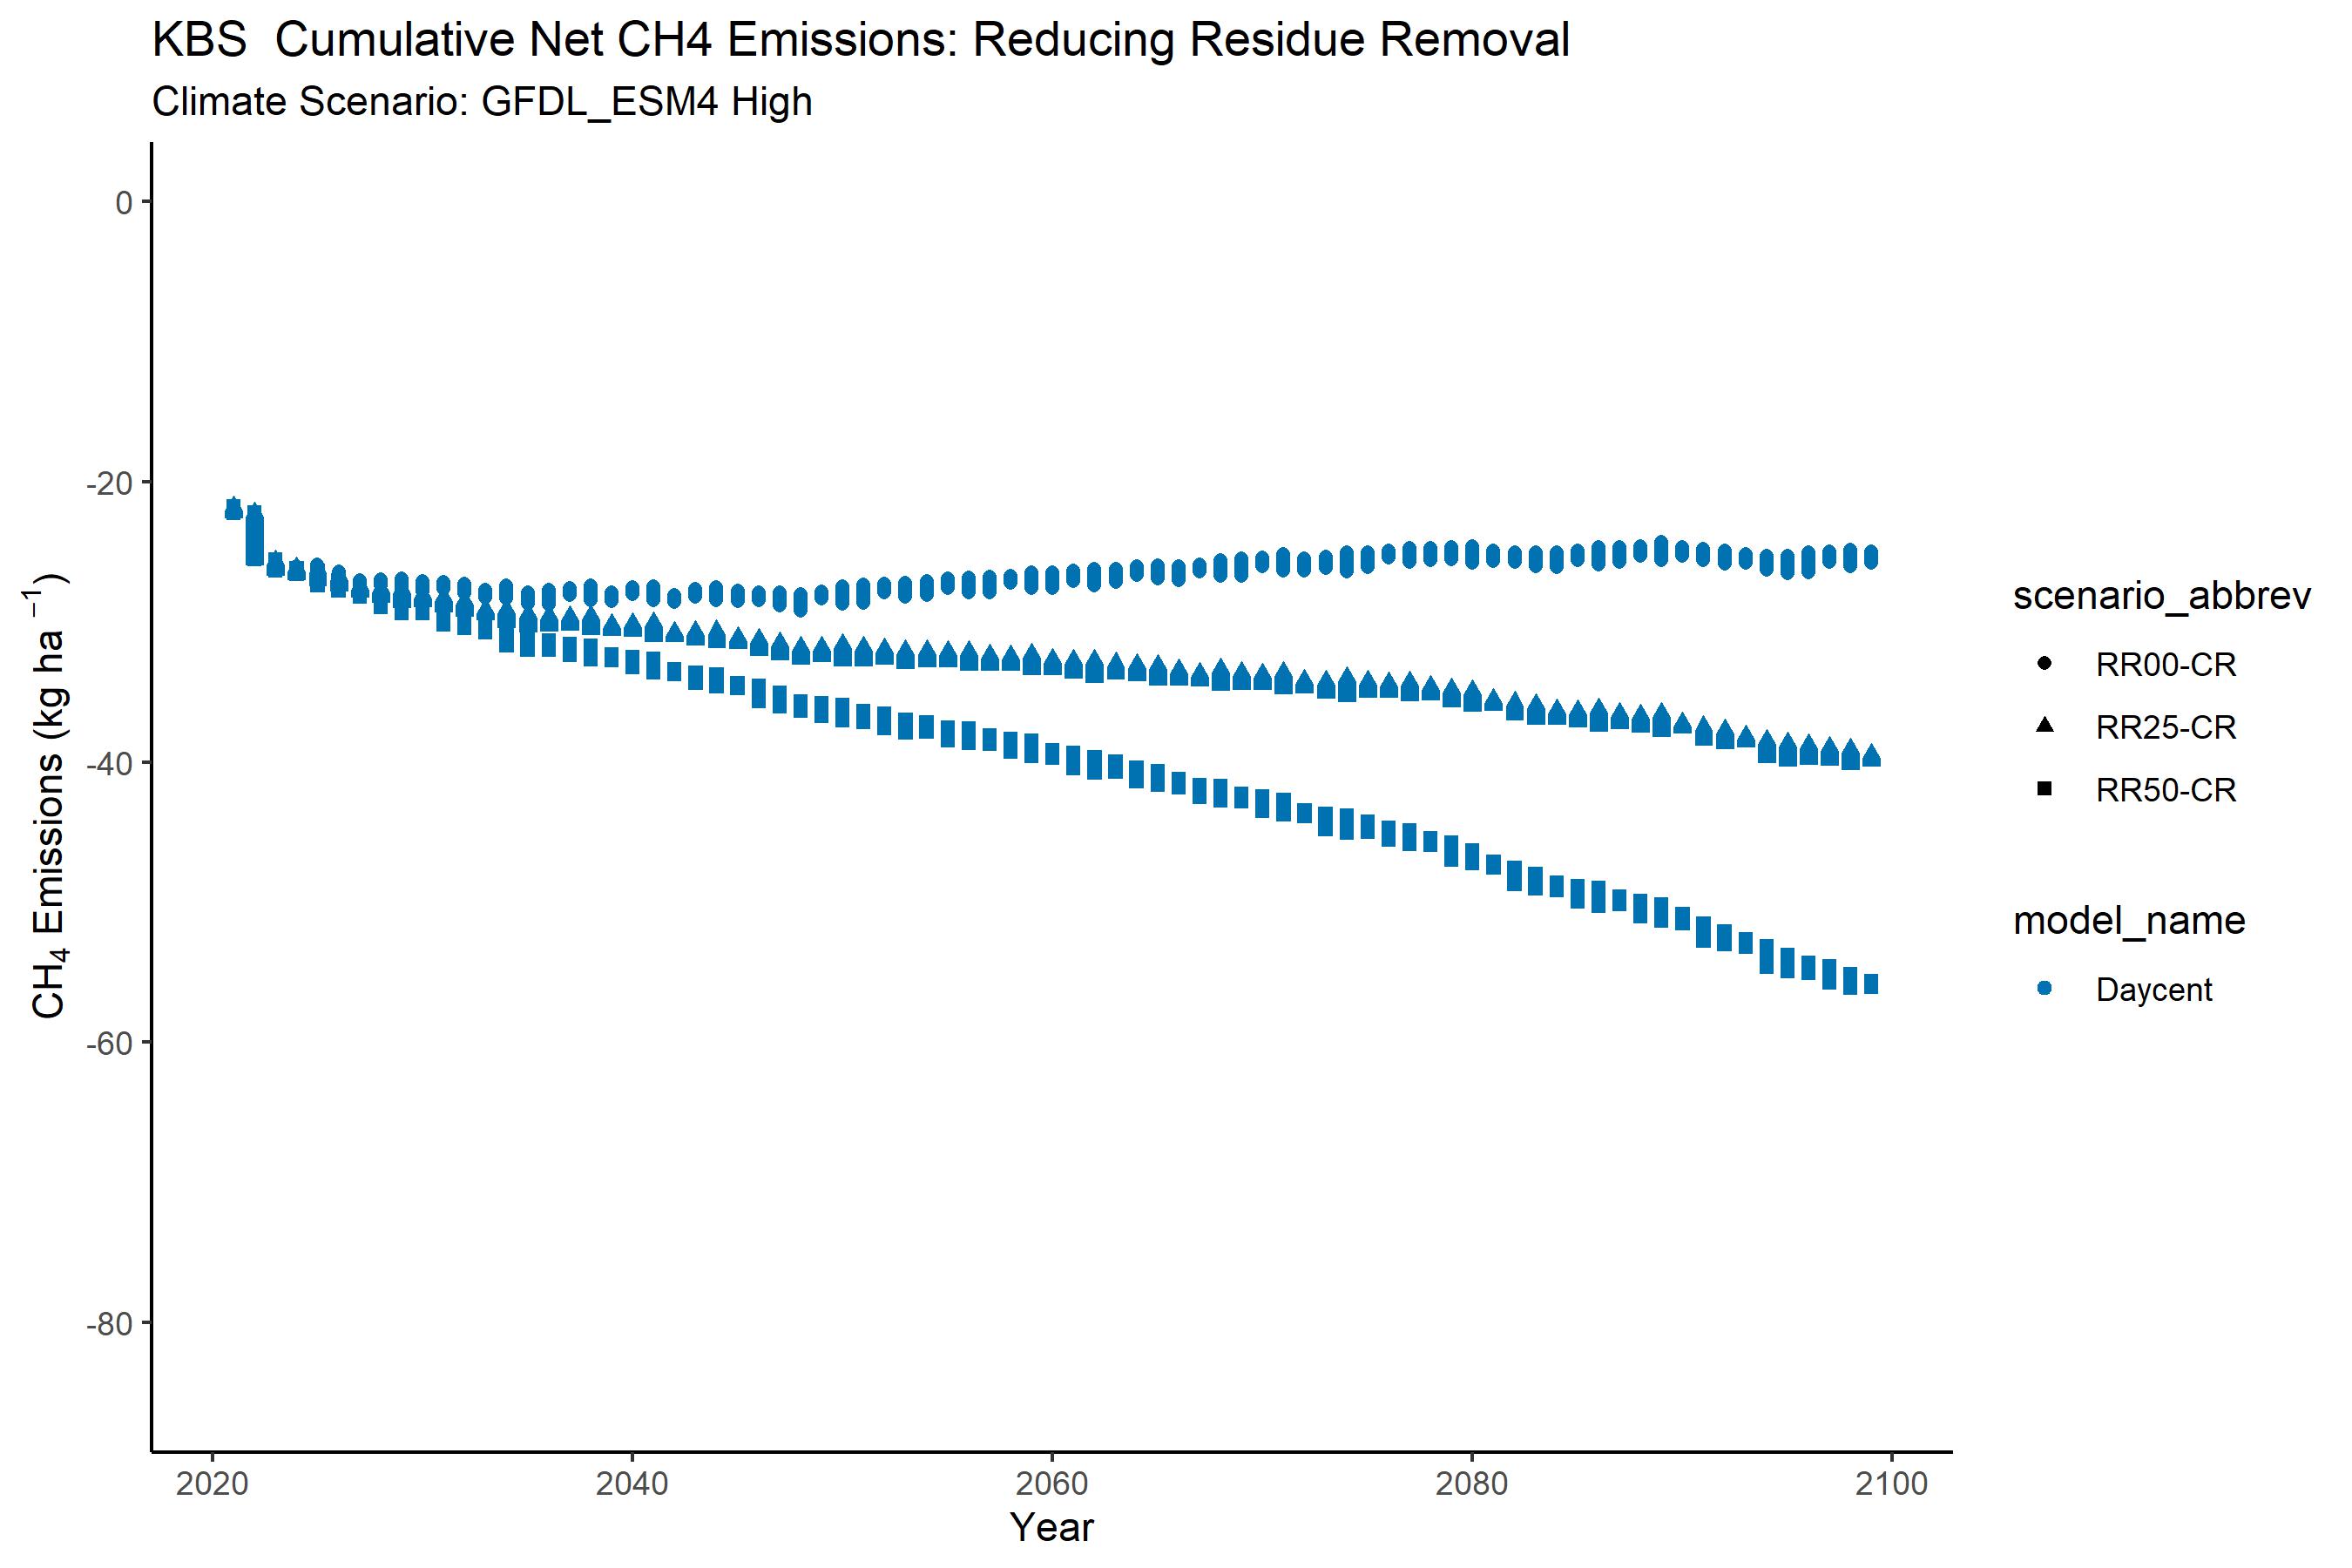 KBS  Cumulative Net CH4 Emissions: Reducing Residue Removal
Climate Scenario: GFDL_ESM4 High
CH₄ Emissions (kg ha ⁻¹)
0
-20
-40
-60
-80
2020
2040
2060
2080
2100
Year
scenario_abbrev
RR00-CR
RR25-CR
RR50-CR
model_name
Daycent